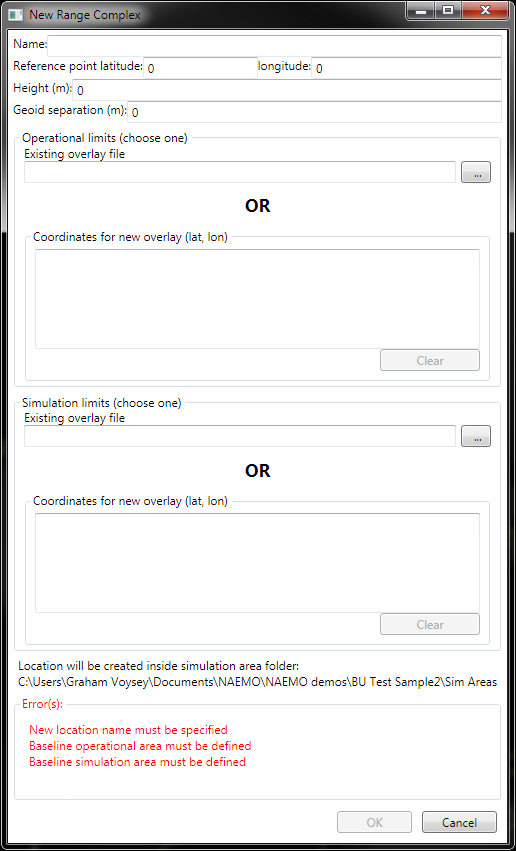 New Range Complex
Name:
Reference point latitude: 0 longitude: 0
Height (m): 0
Geoid separation (m): 0
Operational limits (choose one)
Existing overlay file
...
OR
Coordinates for new overlay (lat, lon)
Clear
Simulation limits (choose one)
Existing overlay file
...
OR
Coordinates for new overlay (lat, lon)
Clear
Location will be created inside simulation area folder:
C:\Users\Graham Voysey\Documents\NAEMO\NAEMO demos\BU Test Sample2\Sim Areas
Error(s):
New location name must be specified
Baseline operational area must be defined
Baseline simulation area must be defined
OK Cancel